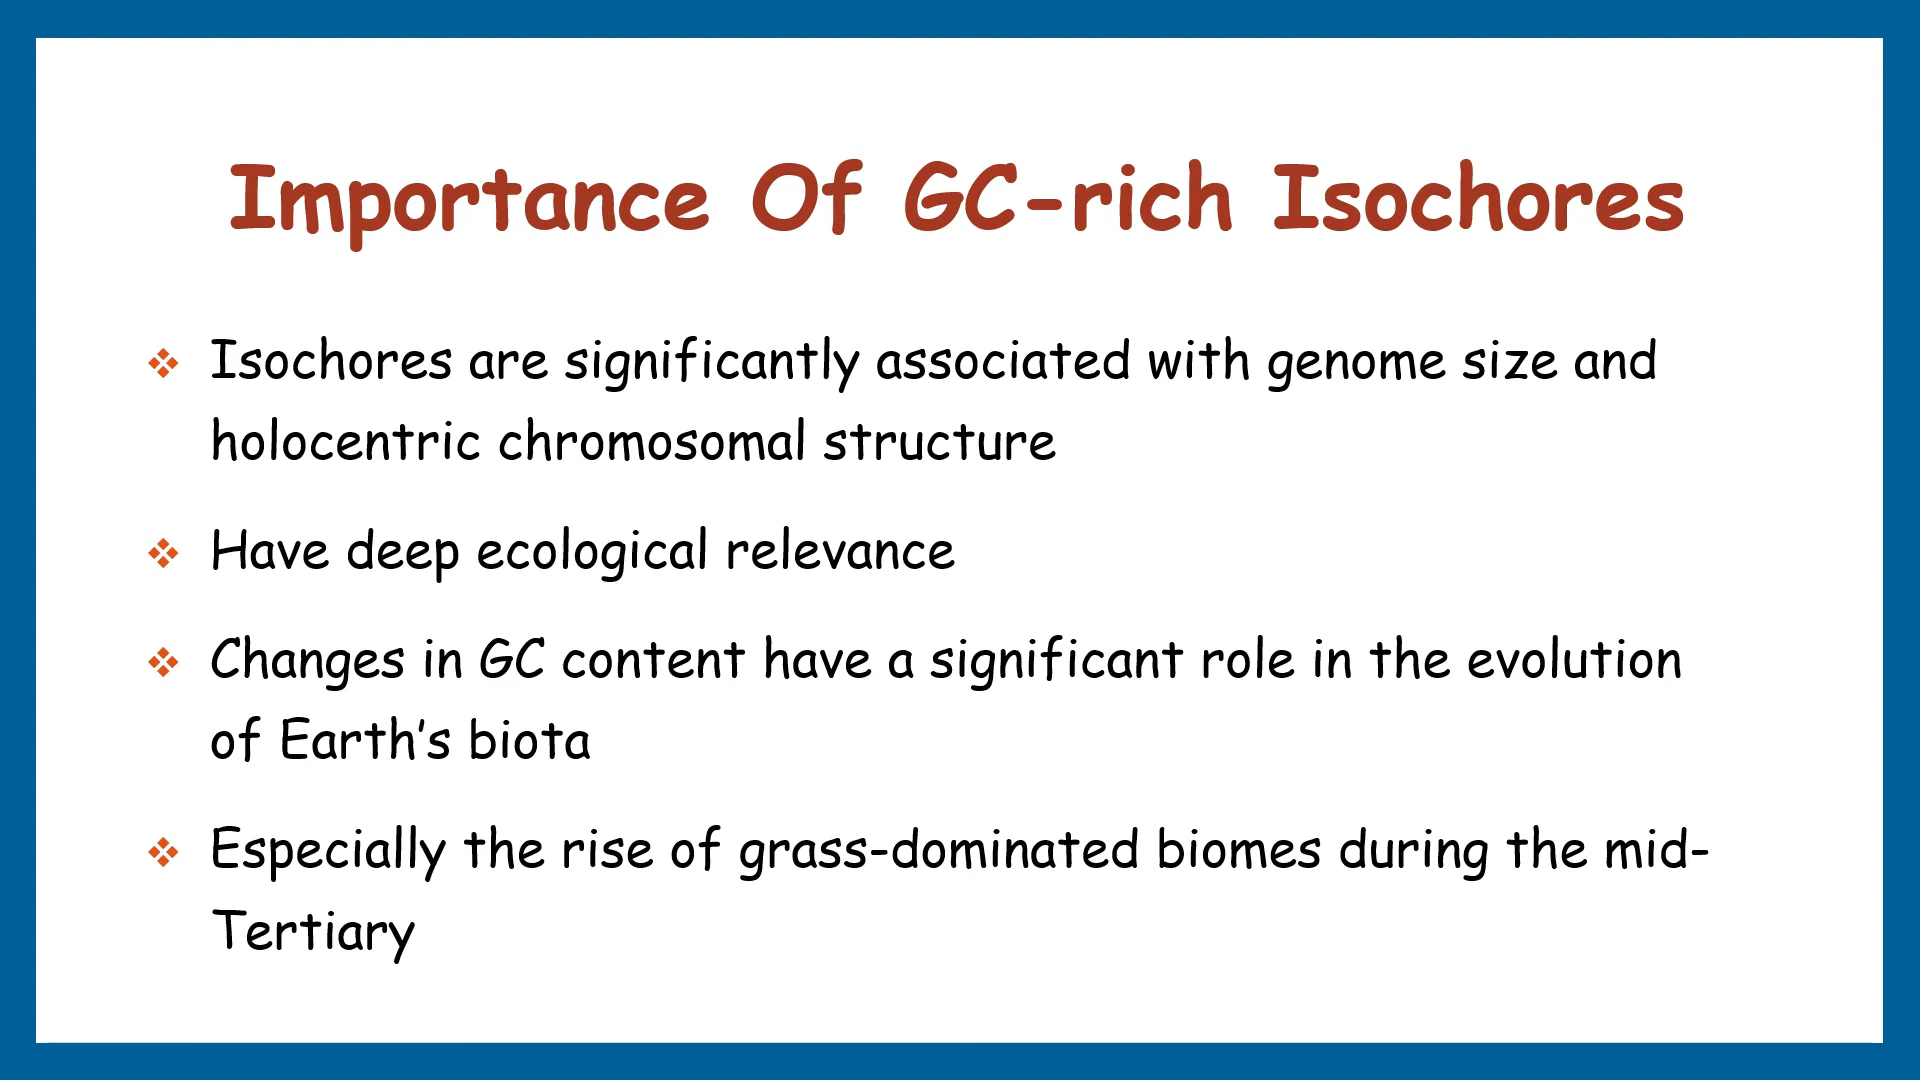 Importance Of GC-rich Isochores
❖ Isochores are significantly associated with genome size and
holocentric chromosomal structure
❖ Have deep ecological relevance
❖ Changes in GC content have a significant role in the evolution
of Earth’s biota
❖ Especially the rise of grass-dominated biomes during the mid-
Tertiary